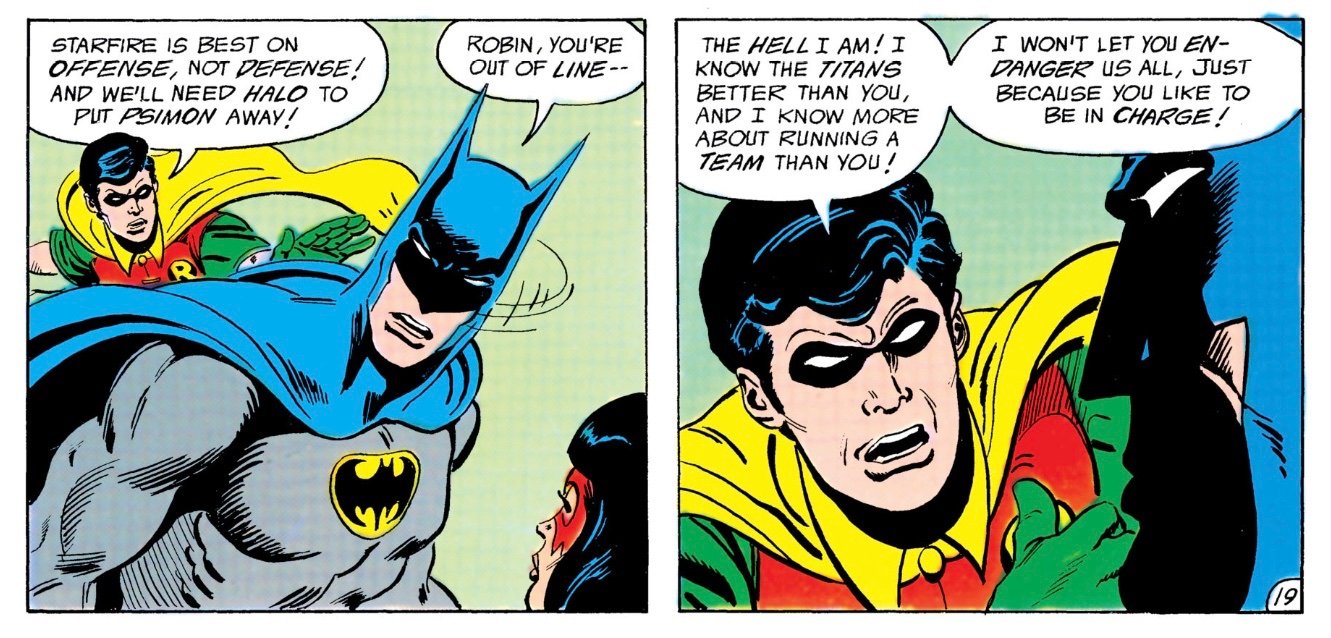 STARFIRE IS BEST ON
OFFENSE, NOT DEFENSE!
AND WE'LL NEED HALO TO
PUT PSIMON AWAY!
ROBIN, YOU'RE
OUT OF LINE--
R
THE HELL I AM! I
KNOW THE TITANS
BETTER THAN YOU,
AND I KNOW MORE
ABOUT RUNNING A
TEAM THAN YOU!
I WON'T LET YOU EN-
DANGER US ALL, JUST
BECAUSE YOU LIKE TO
BE IN CHARGE!
19